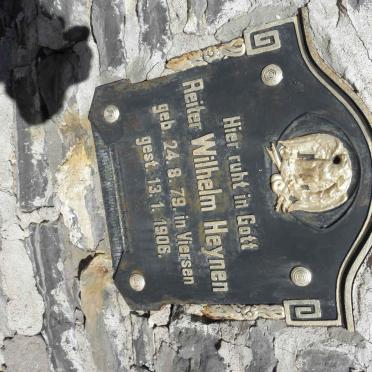 Hier ruht in Gott
Reiter Wilhelm Heynen
geb. 24. 8. 79. in Viersen
gest. 13. 1. 1906.